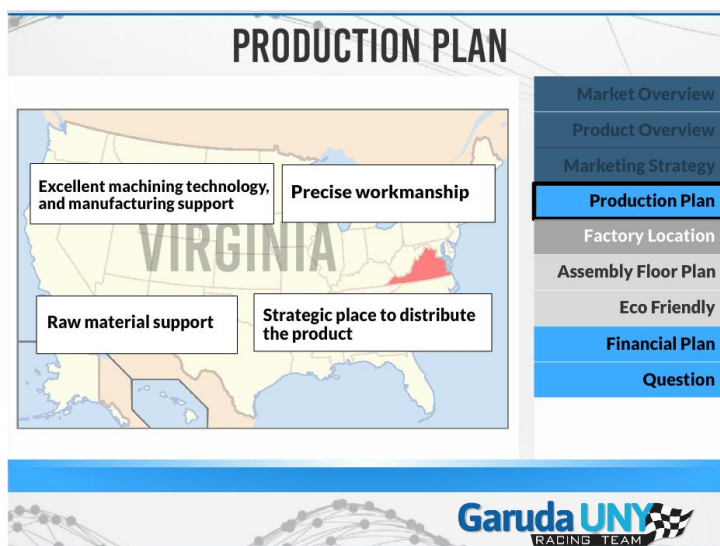 PRODUCTION PLAN
Excellent machining technology,
and manufacturing support
Precise workmanship
VIRGINIA
Raw material support
Strategic place to distribute
the product
Market Overview
Product Overview
Marketing Strategy
Production Plan
Factory Location
Assembly Floor Plan
Eco Friendly
Financial Plan
Question
Garuda UNY
RACING TEAM